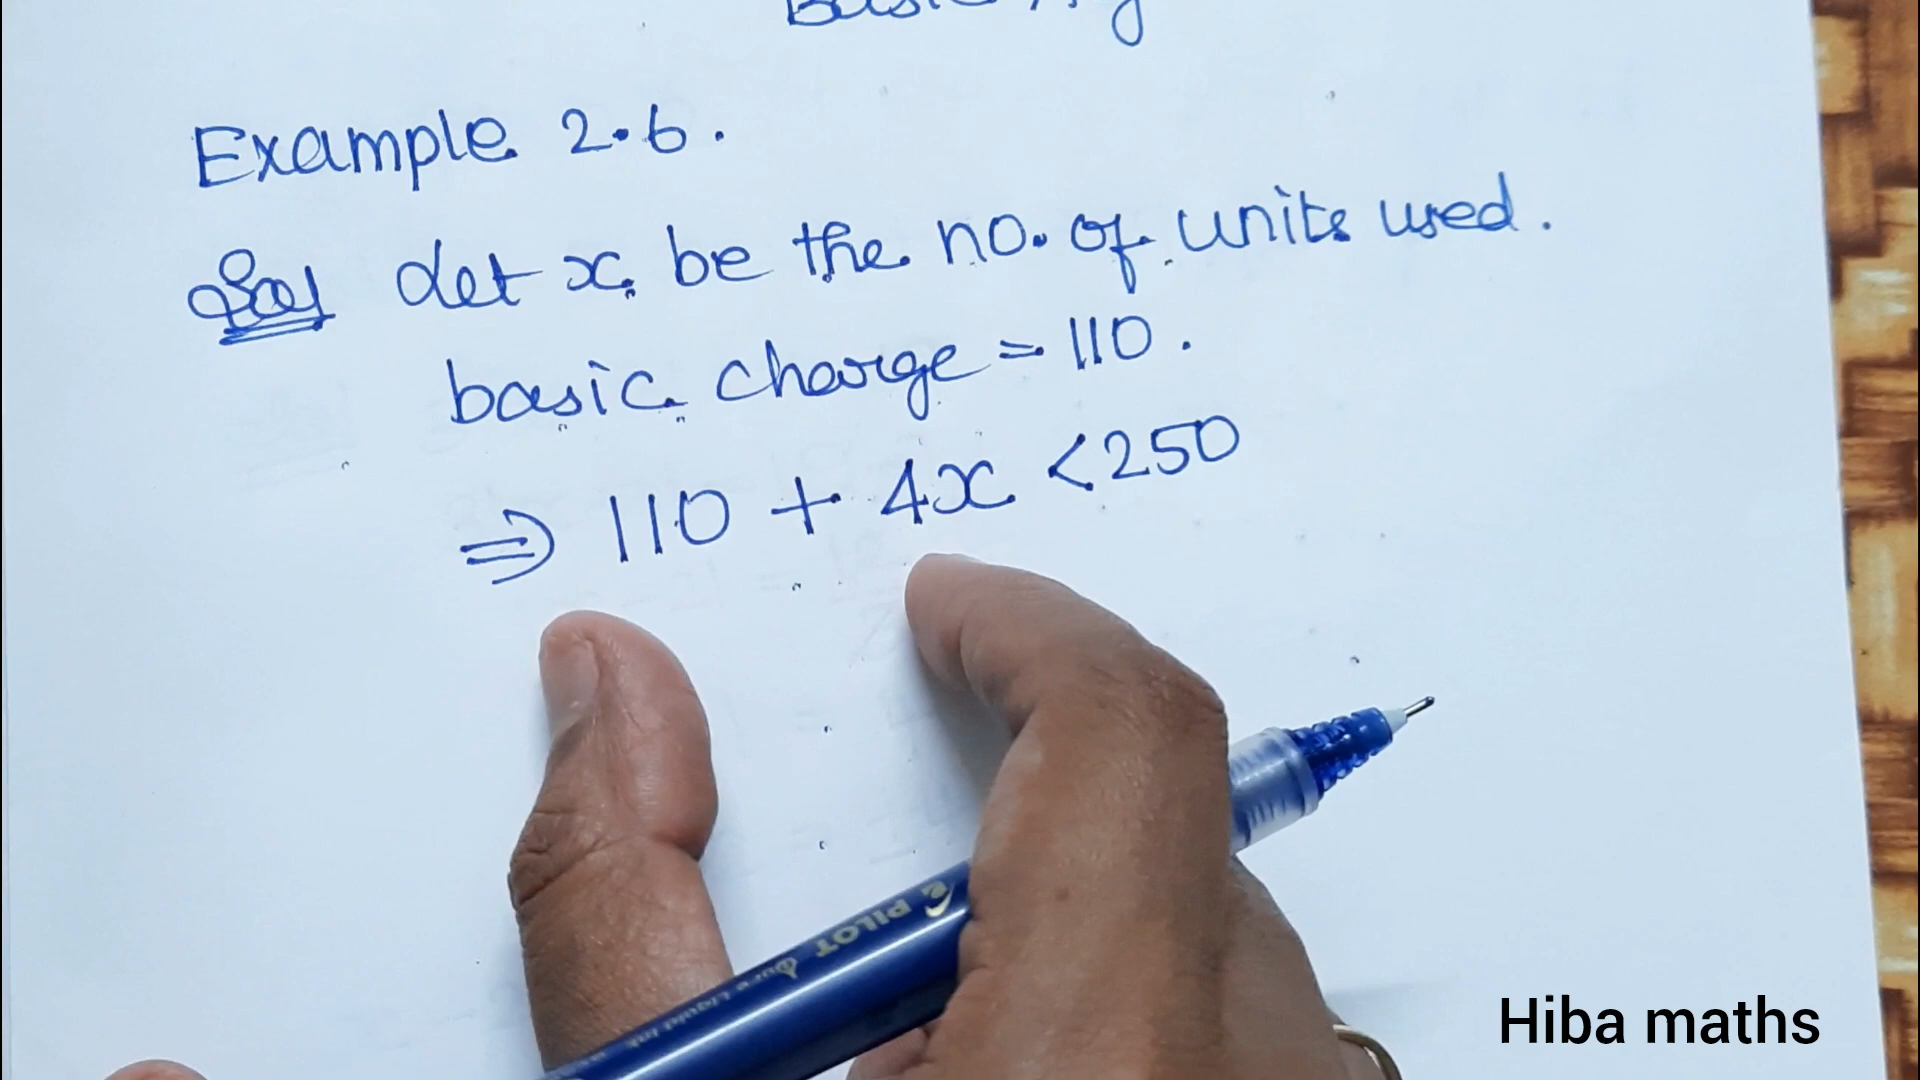 Example 2.6.
Sol Let x be the no. of units used.
basic charge = 110.
⇒ 110 + 4x < 250
PILOT
Hiba maths